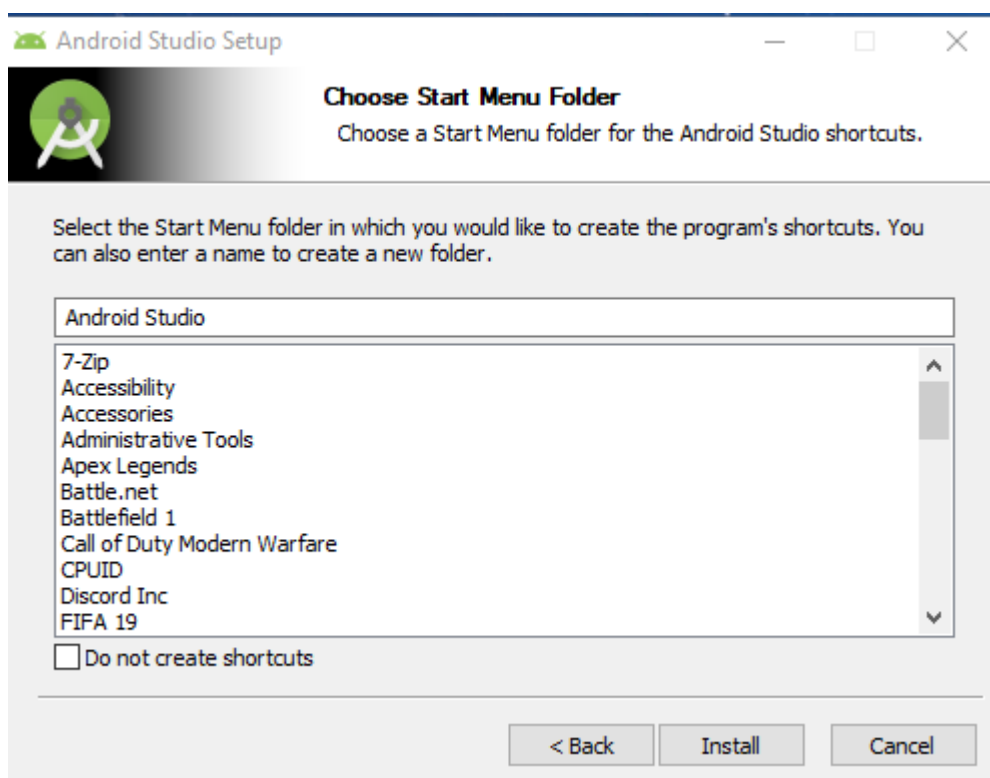 Android Studio Setup
Choose Start Menu Folder
Choose a Start Menu folder for the Android Studio shortcuts.
Select the Start Menu folder in which you would like to create the program's shortcuts. You
can also enter a name to create a new folder.
Android Studio
7-Zip
Accessibility
Accessories
Administrative Tools
Apex Legends
Battle.net
Battlefield 1
Call of Duty Modern Warfare
CPUID
Discord Inc
FIFA 19
Do not create shortcuts
< Back Install Cancel